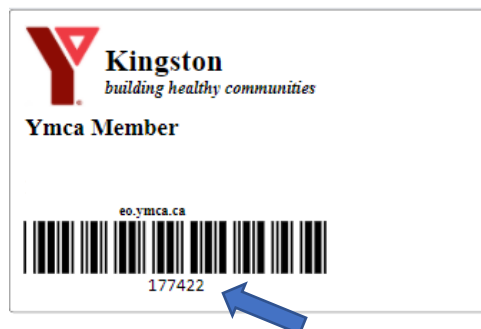 Kingston
building healthy communities
Ymca Member
eo.ymca.ca
177422